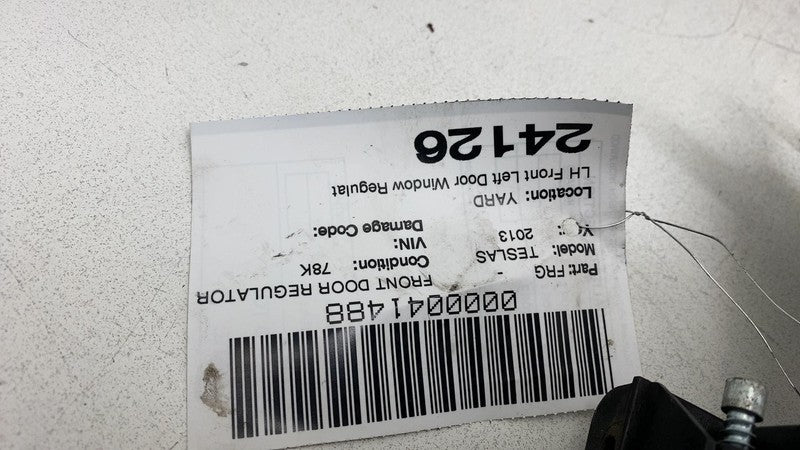 0000041488
FRONT DOOR REGULATOR
Part: FRG -
Condition: 78K
Model: TESLAS
VIN:
2013
Damage Code:
Location: YARD
LH Front Left Door Window Regulat
24126